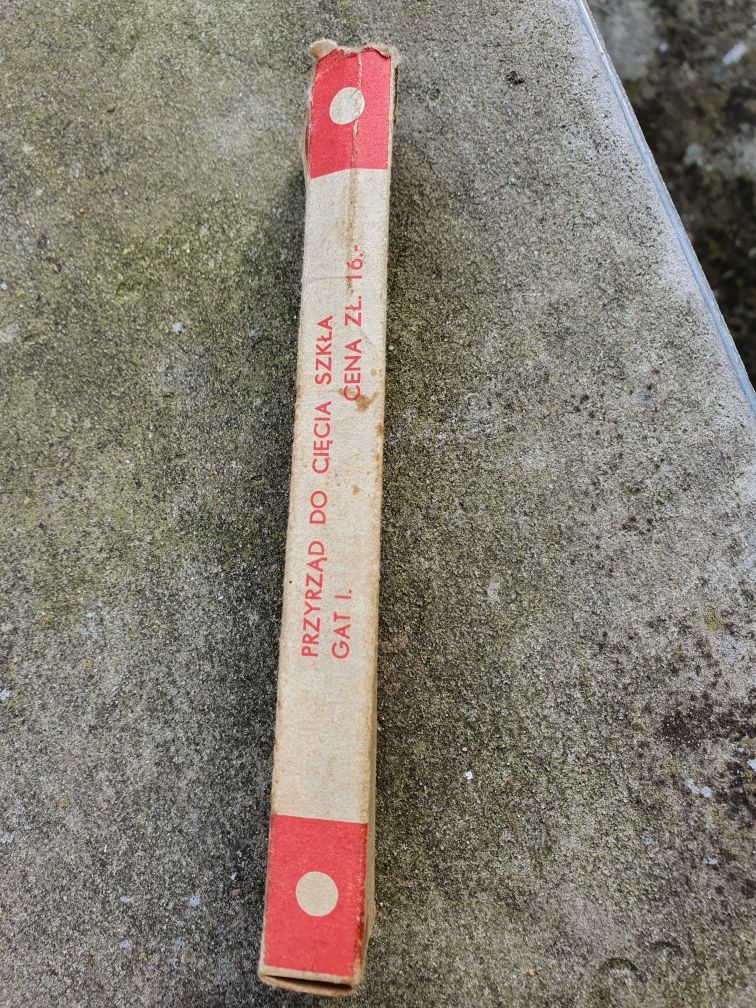 PRZYRZĄD DO CIĘCIA SZKŁA
GAT I. CENA ZŁ. 16.-